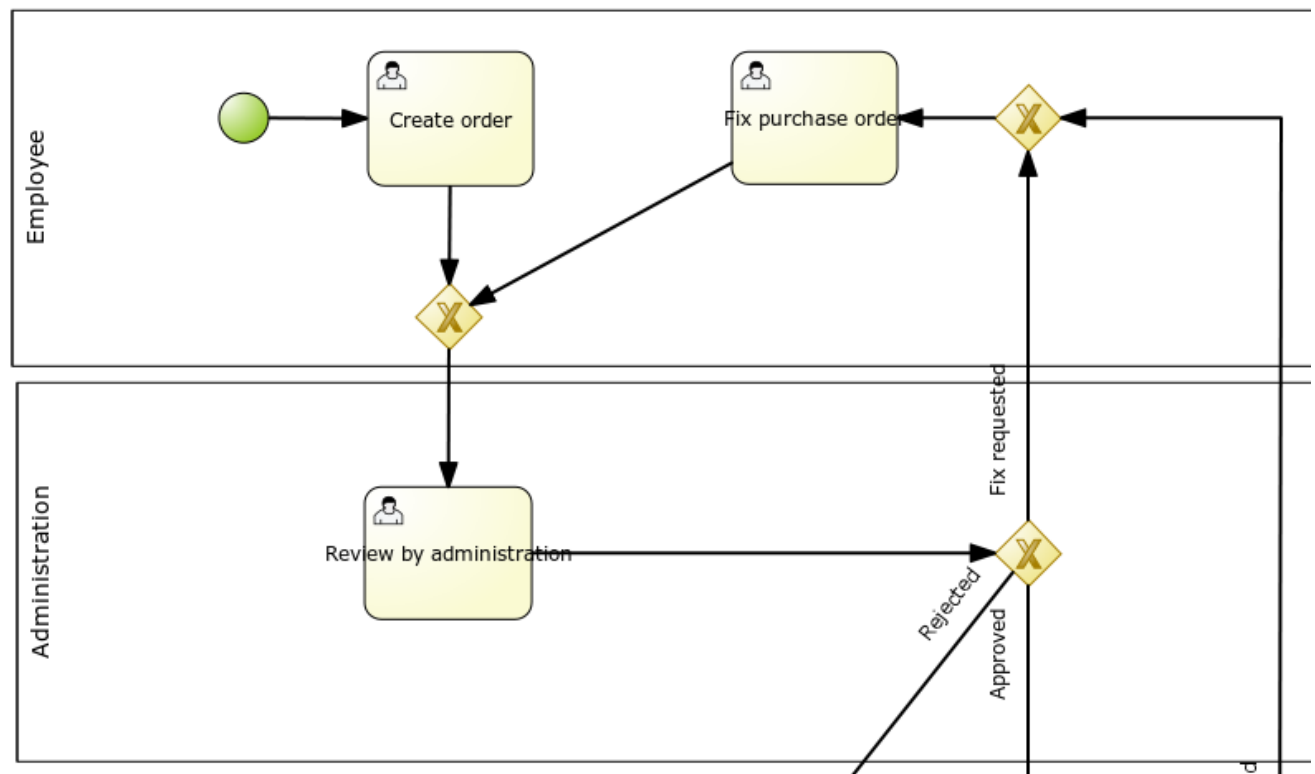 Employee
Create order
Fix purchase order
Fix requested
Administration
Review by administration
Rejected
Approved